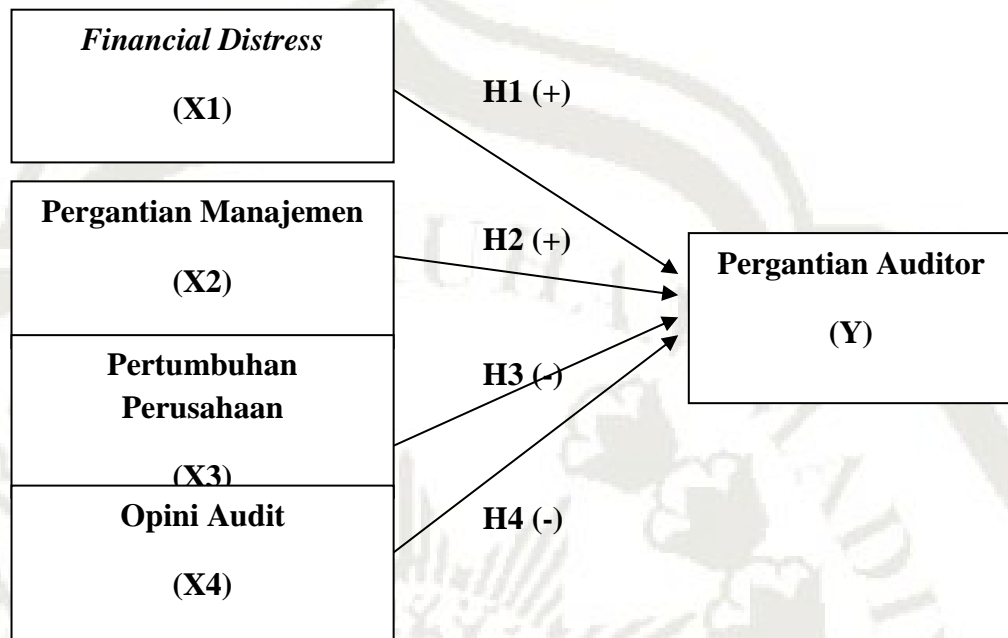 Financial Distress
(X1)
H1 (+)
Pergantian Manajemen
(X2)
H2 (+)
Pergantian Auditor
(Y)
Pertumbuhan
Perusahaan
(X3)
H3 (-)
Opini Audit
(X4)
H4 (-)